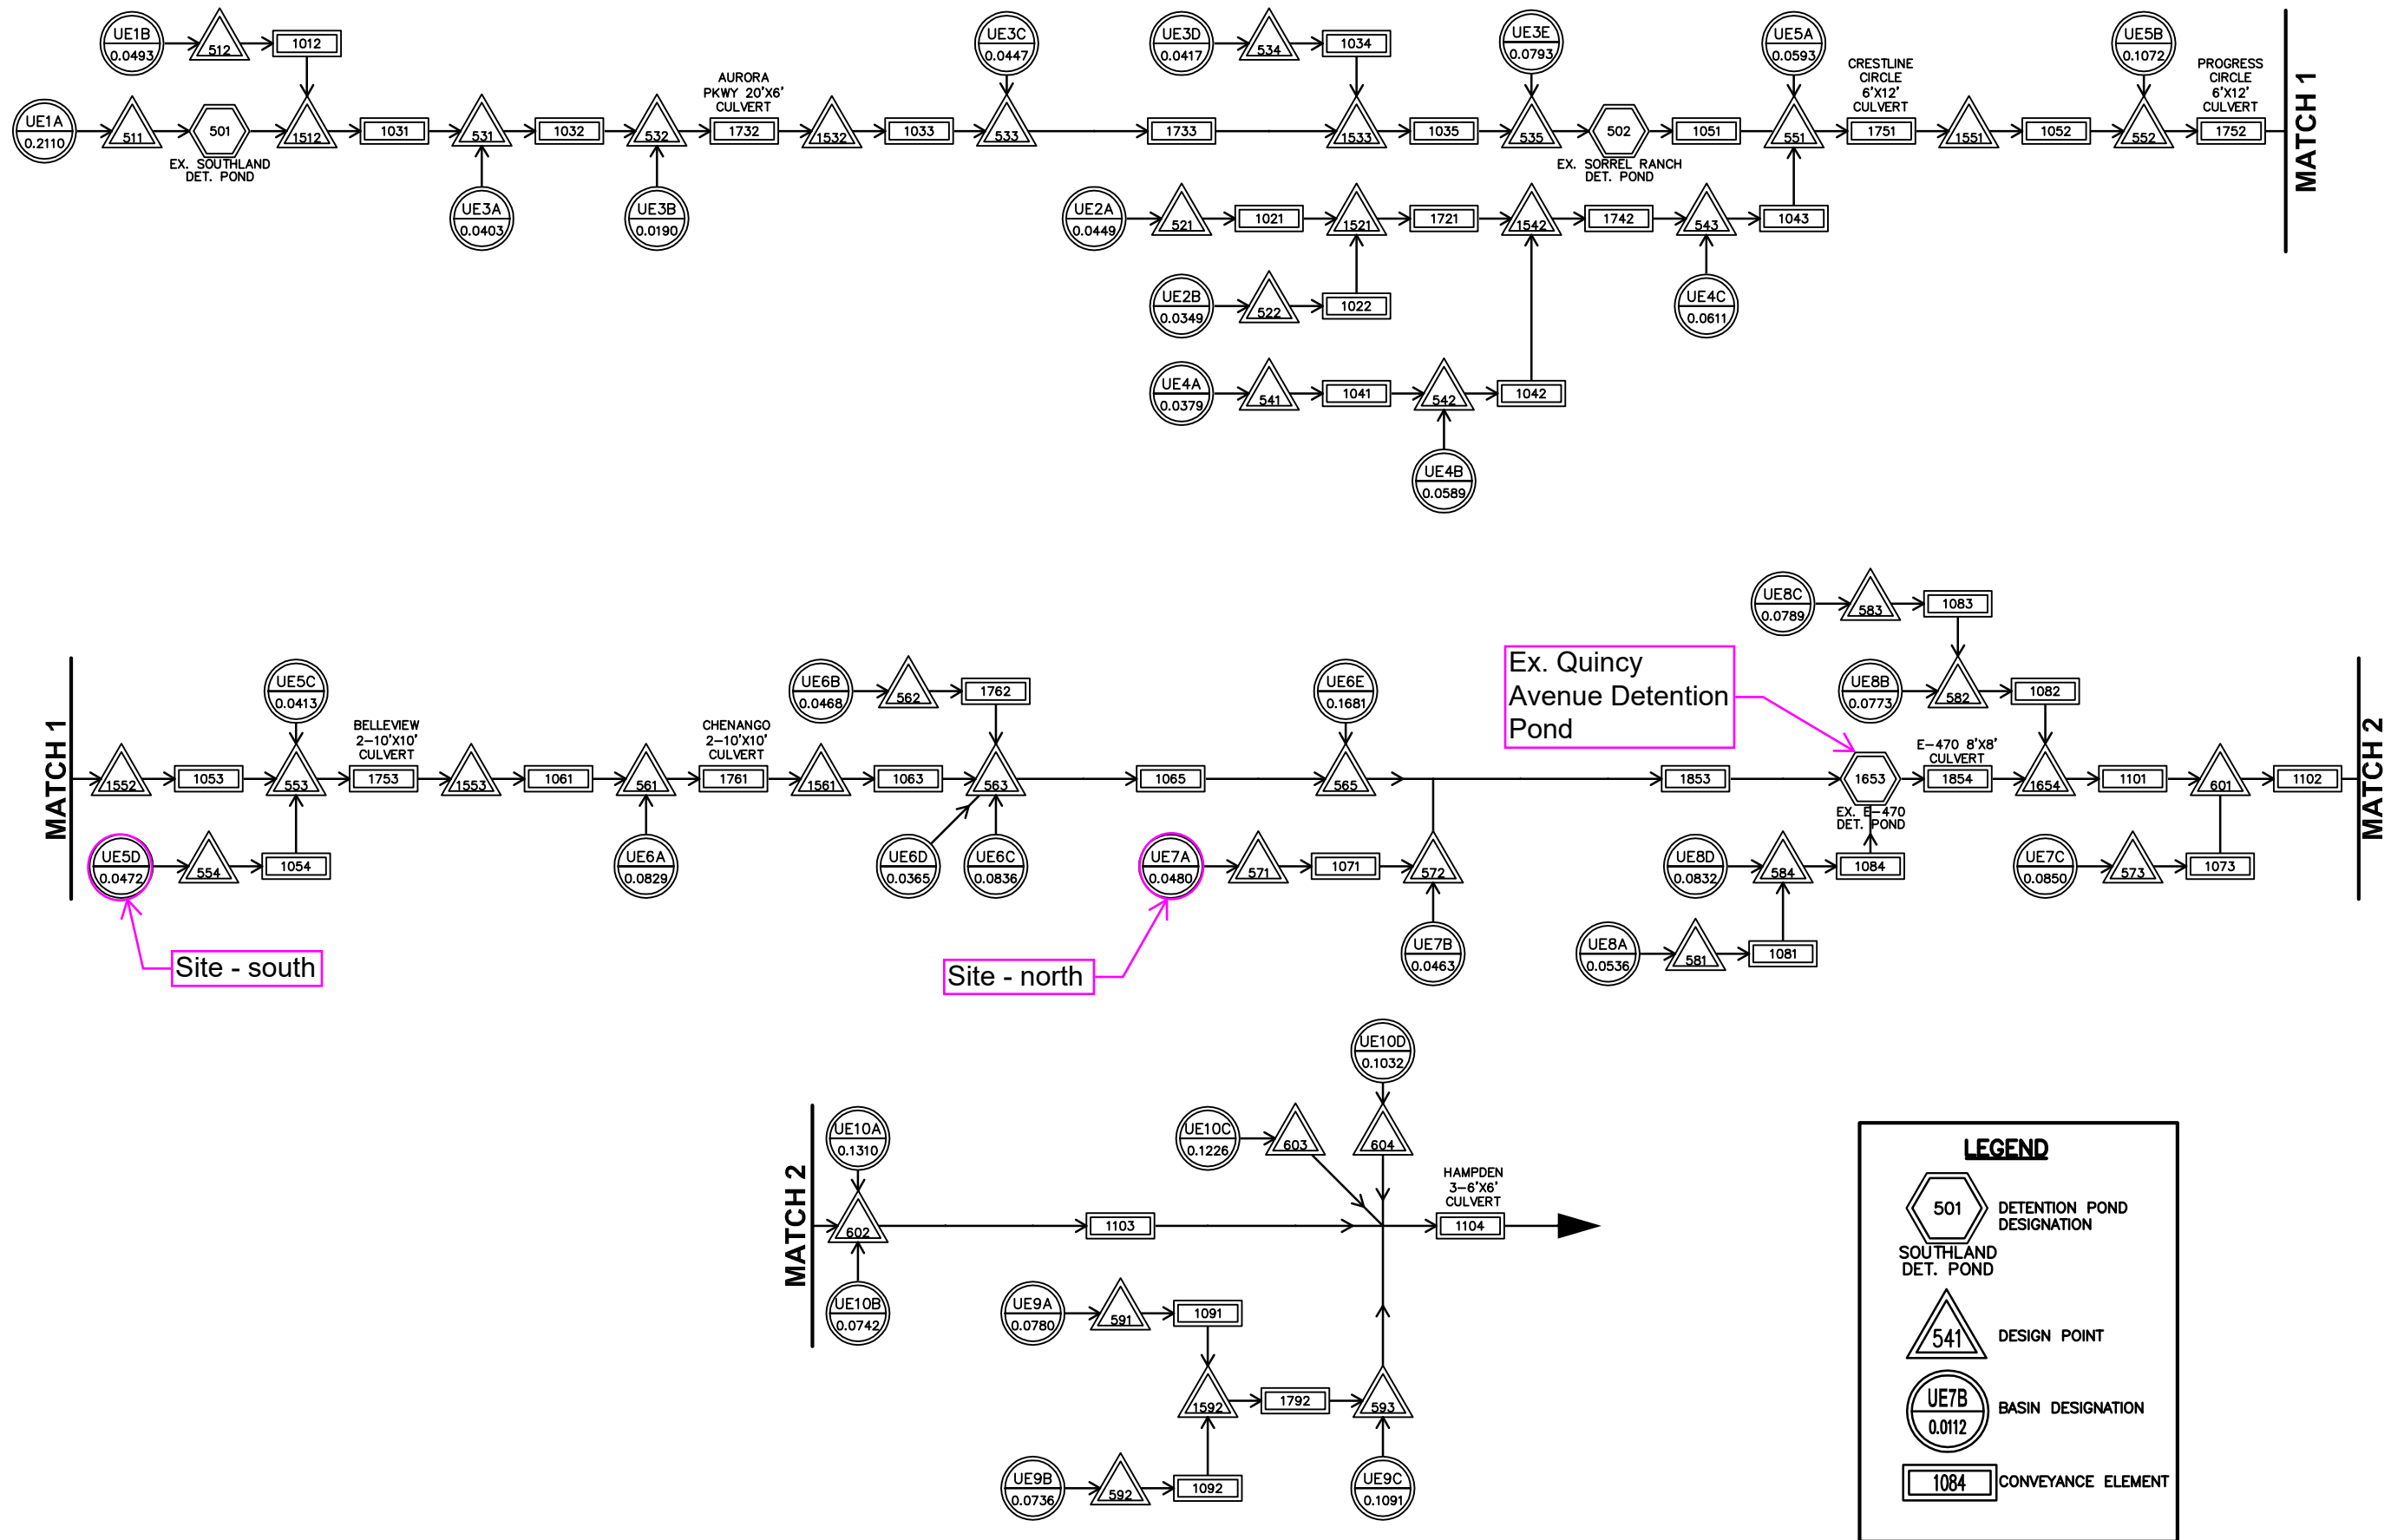 UE1B
0.0493
512
1012
UE3C
0.0447
UE3D
0.0417
534
1034
UE3E
0.0793
UE5A
0.0593
UE5B
0.1072
AURORA
PKWY 20'X6'
CULVERT
CRESTLINE
CIRCLE
6'X12'
CULVERT
PROGRESS
CIRCLE
6'X12'
CULVERT
UE1A
0.2110
511
501
EX. SOUTHLAND
DET. POND
1512
1031
531
1032
532
1732
1532
1033
533
1733
1533
1035
535
502
EX. SORREL RANCH
DET. POND
1051
551
1751
1551
1052
552
1752
MATCH 1
UE3A
0.0403
UE3B
0.0190
UE2A
0.0449
521
1021
1521
1721
1542
1742
543
1043
UE2B
0.0349
522
1022
UE4C
0.0611
UE4A
0.0379
541
1041
542
1042
UE4B
0.0589
UE8C
0.0789
583
1083
MATCH 1
UE5C
0.0413
BELLEVIEW
2-10'X10'
CULVERT
CHENANGO
2-10'X10'
CULVERT
UE6B
0.0468
562
1762
UE6E
0.1681
Ex. Quincy
Avenue Detention
Pond
UE8B
0.0773
582
1082
E-470 8'X8'
CULVERT
1552
1053
553
1753
1553
1061
561
1761
1561
1063
563
1065
565
1853
1653
EX. E-470
DET. POND
1854
1654
1101
601
1102
MATCH 2
UE5D
0.0472
554
1054
UE6A
0.0829
UE6D
0.0365
UE6C
0.0836
UE7A
0.0480
571
1071
572
UE8D
0.0832
584
1084
UE7C
0.0850
573
1073
Site - south
Site - north
UE7B
0.0463
UE8A
0.0536
581
1081
MATCH 2
UE10D
0.1032
UE10A
0.1310
UE10C
0.1226
603
604
HAMPDEN
3-6'X6'
CULVERT
602
1103
1104
UE10B
0.0742
UE9A
0.0780
591
1091
1592
1792
593
UE9B
0.0736
592
1092
UE9C
0.1091
LEGEND
501
DETENTION POND
DESIGNATION
SOUTHLAND
DET. POND
541
DESIGN POINT
UE7B
0.0112
BASIN DESIGNATION
1084
CONVEYANCE ELEMENT